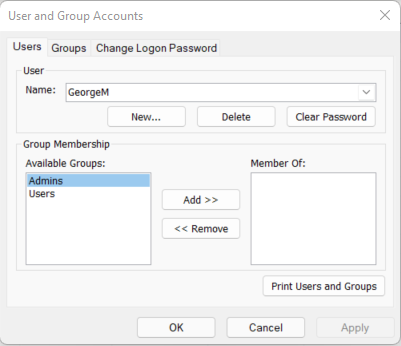 User and Group Accounts
Users Groups Change Logon Password
User
Name: GeorgeM
New... Delete Clear Password
Group Membership
Available Groups: Member Of:
Admins
Users
Add >>
<< Remove
Print Users and Groups
OK Cancel Apply